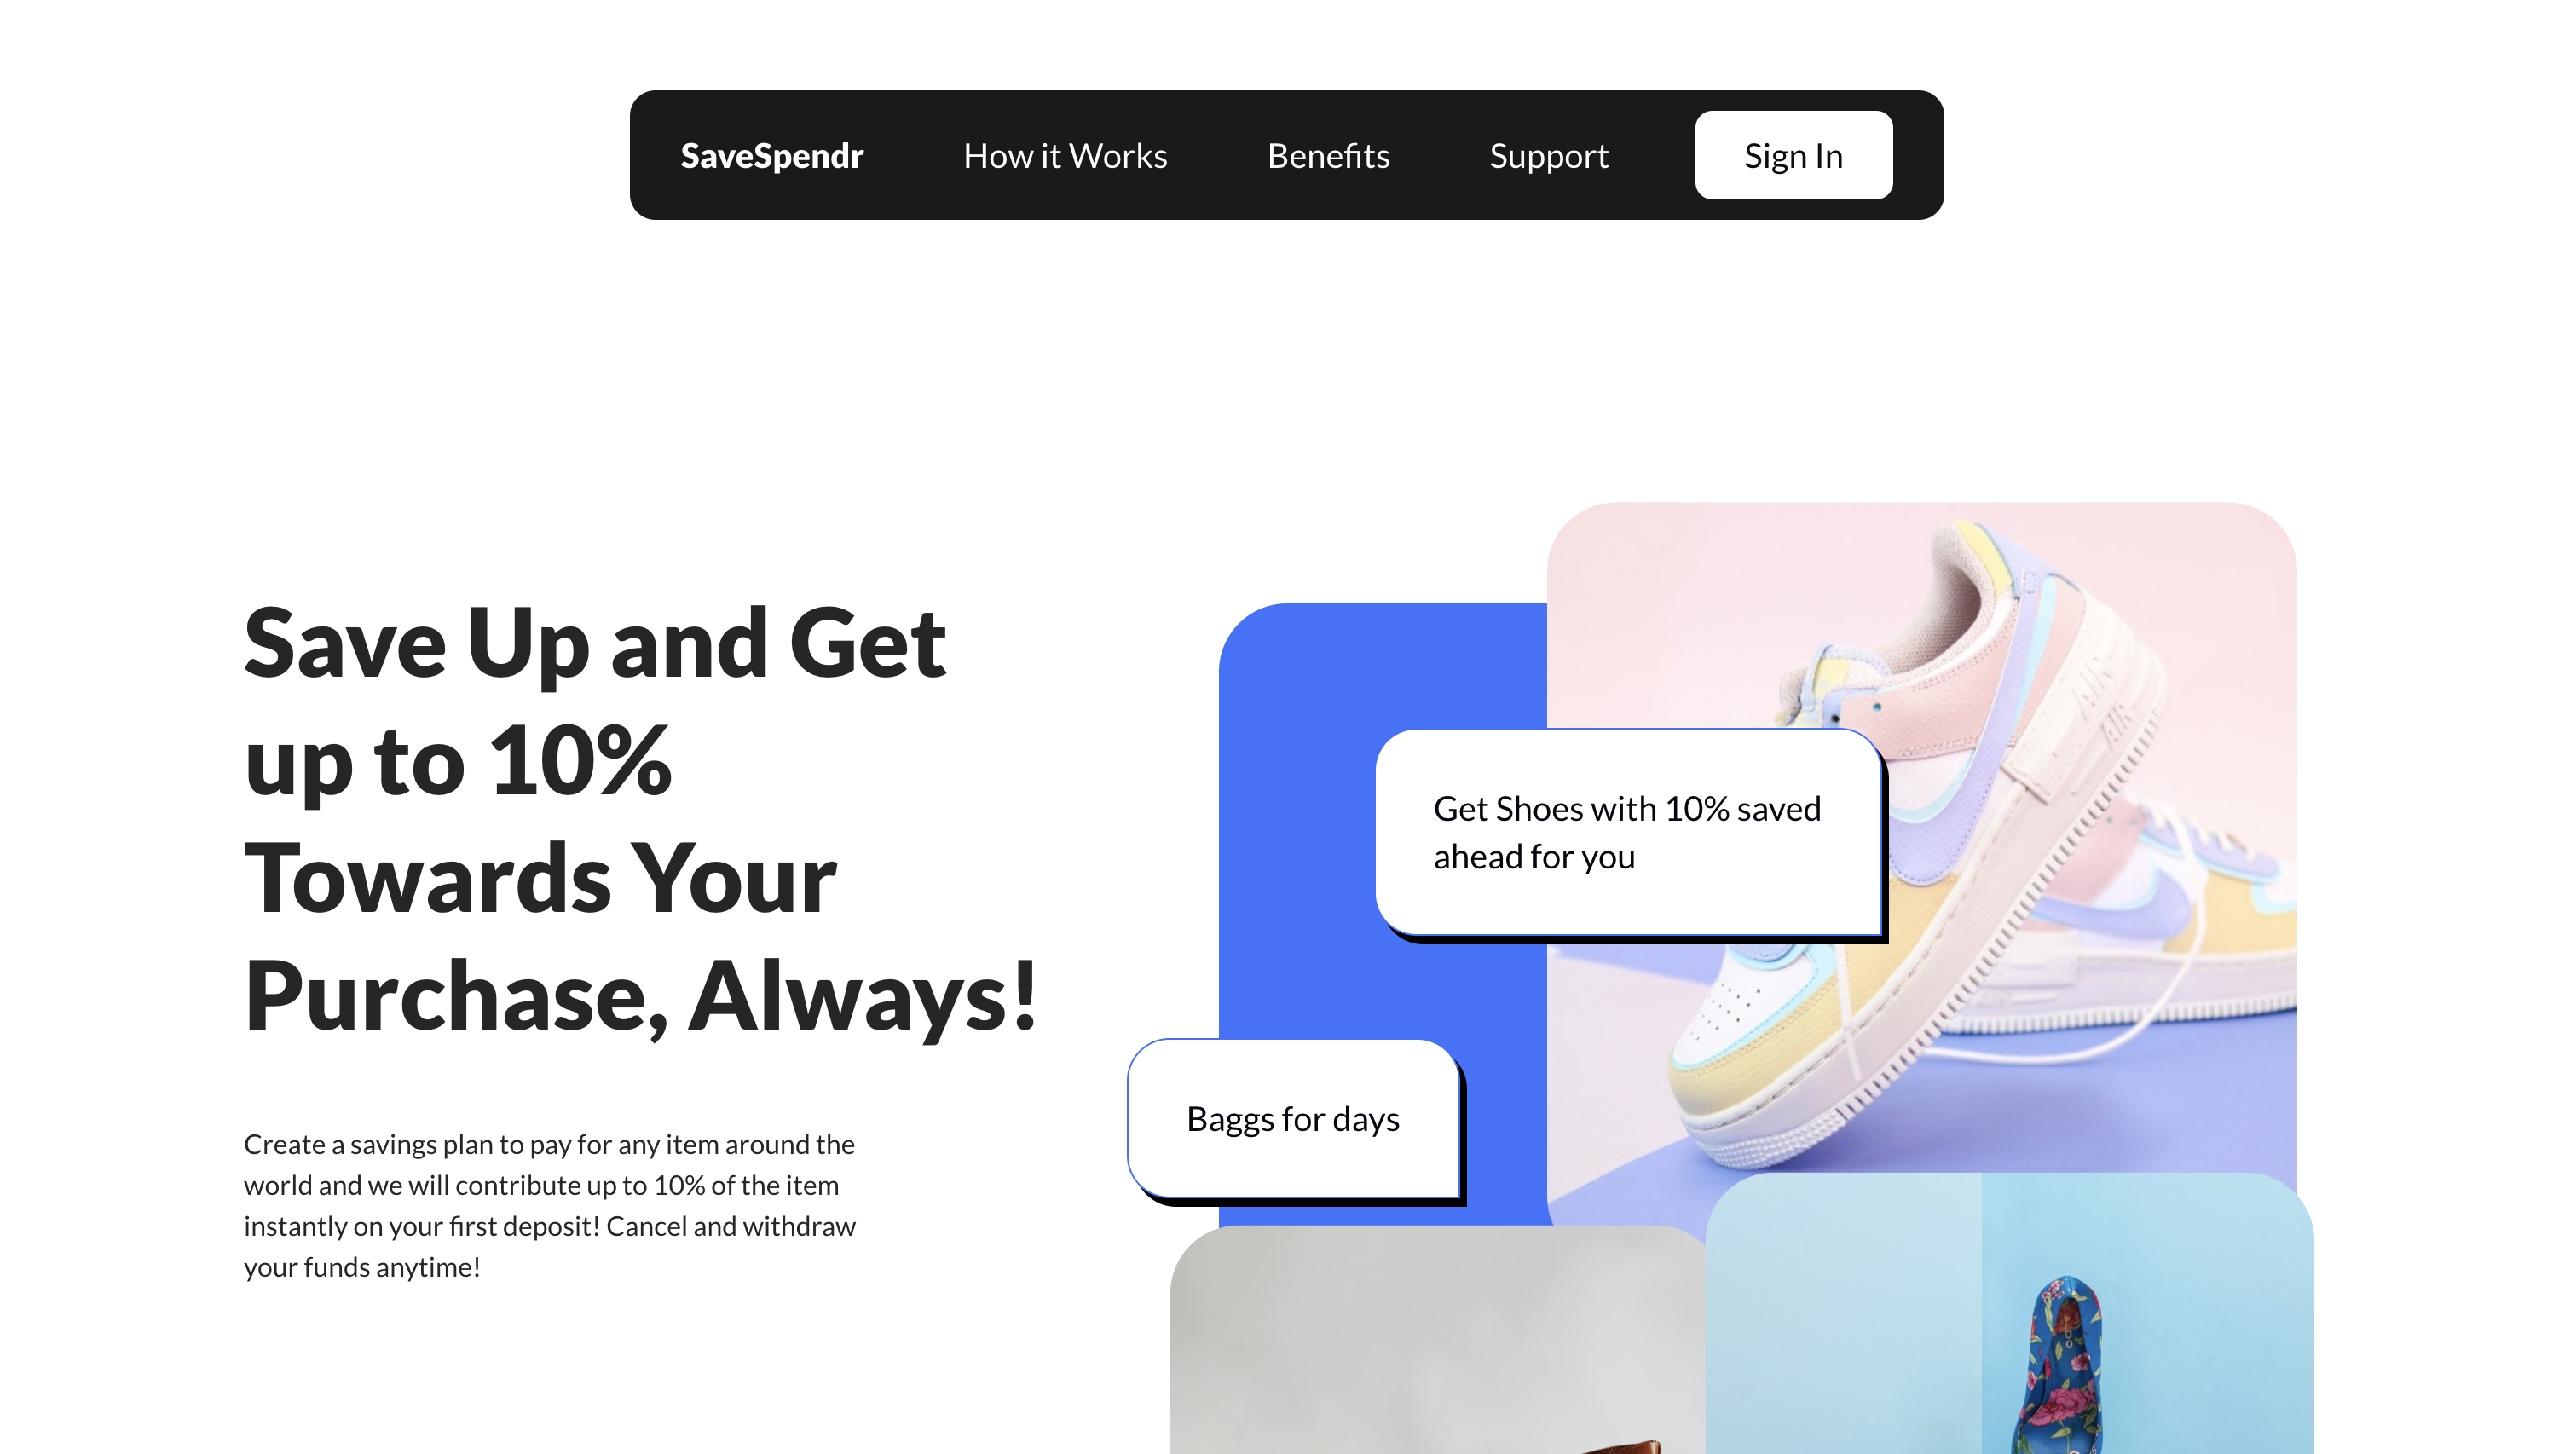 SaveSpendr How it Works Benefits Support Sign In
Save Up and Get
up to 10%
Towards Your
Purchase, Always!
Create a savings plan to pay for any item around the
world and we will contribute up to 10% of the item
instantly on your first deposit! Cancel and withdraw
your funds anytime!
Get Shoes with 10% saved
ahead for you
Baggs for days
AIR
AIR